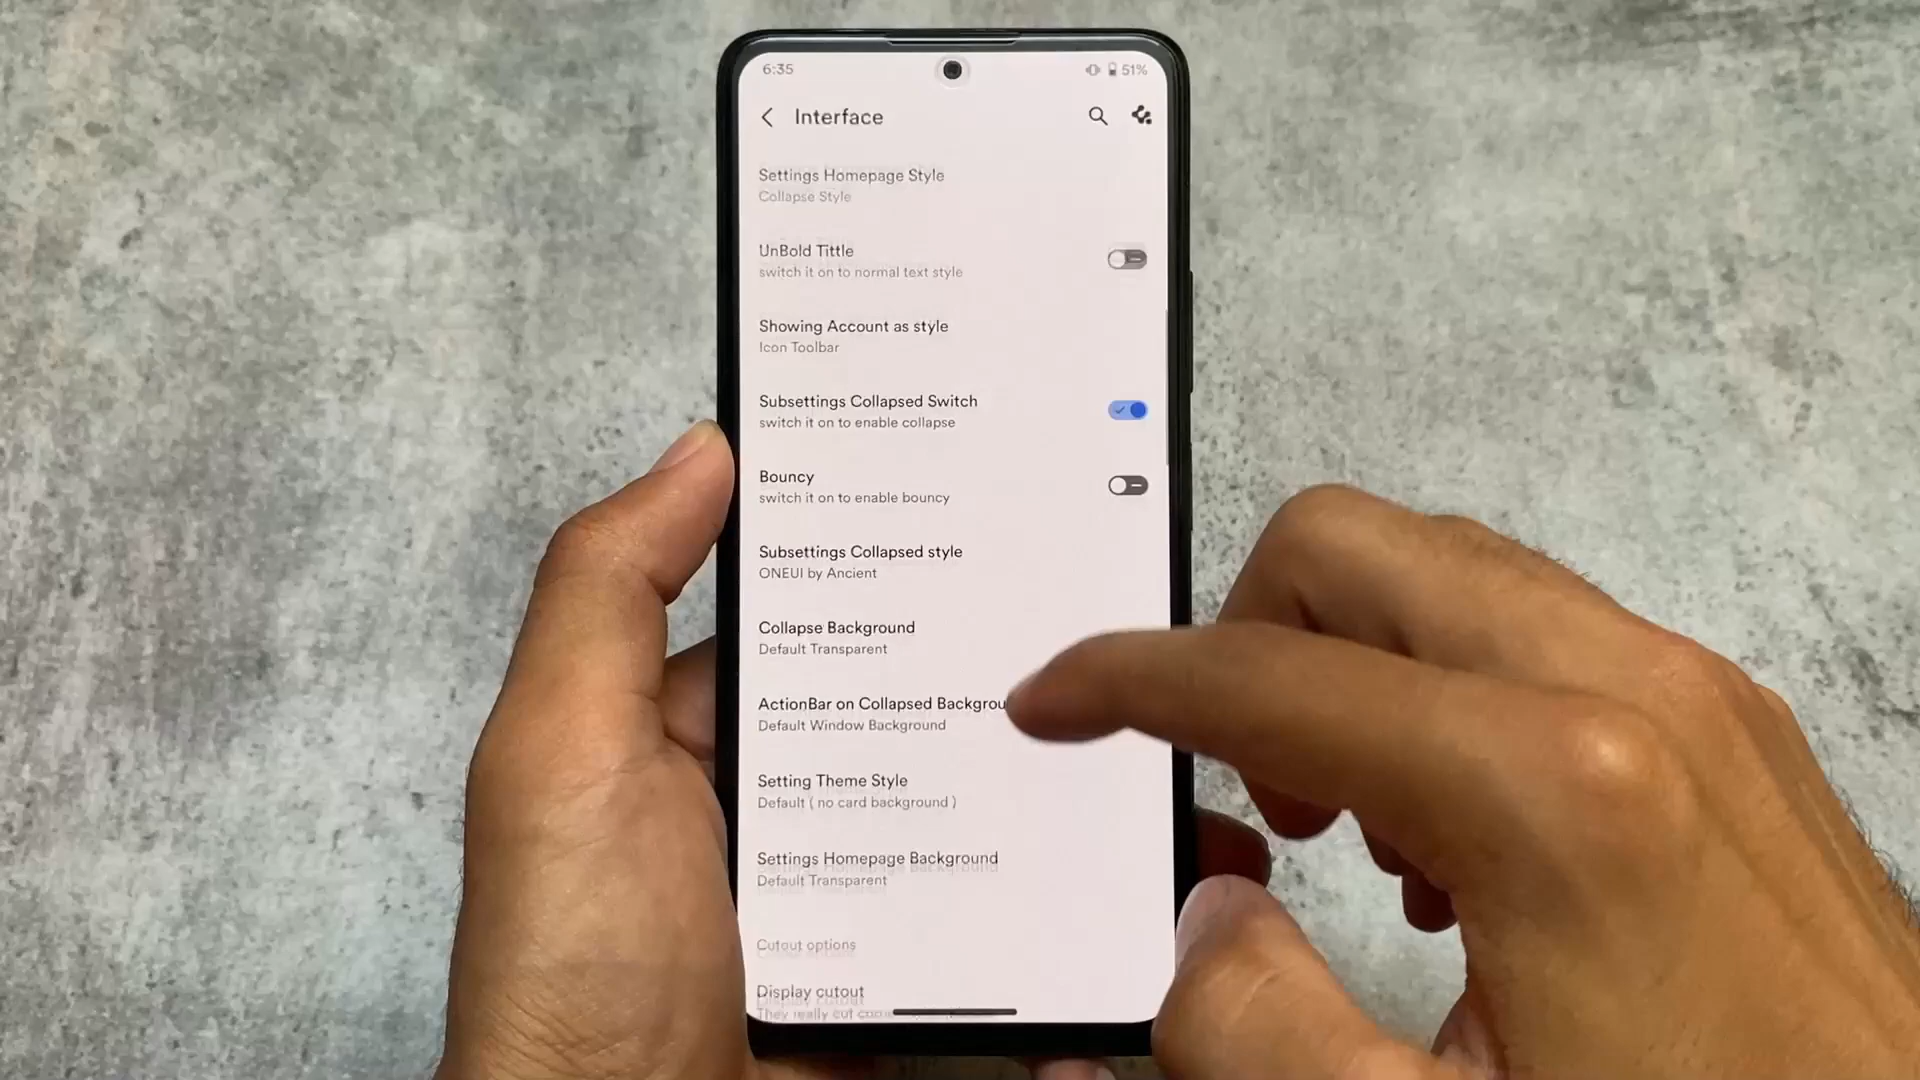 6:35
51%
Interface
Settings Homepage Style
Collapse Style
UnBold Tittle
switch it on to normal text style
Showing Account as style
Icon Toolbar
Subsettings Collapsed Switch
switch it on to enable collapse
Bouncy
switch it on to enable bouncy
Subsettings Collapsed style
ONEUI by Ancient
Collapse Background
Default Transparent
ActionBar on Collapsed Backgrou
Default Window Background
Setting Theme Style
Default ( no card background )
Settings Homepage Background
Default Transparent
Cutout options
Display cutout
They really cut